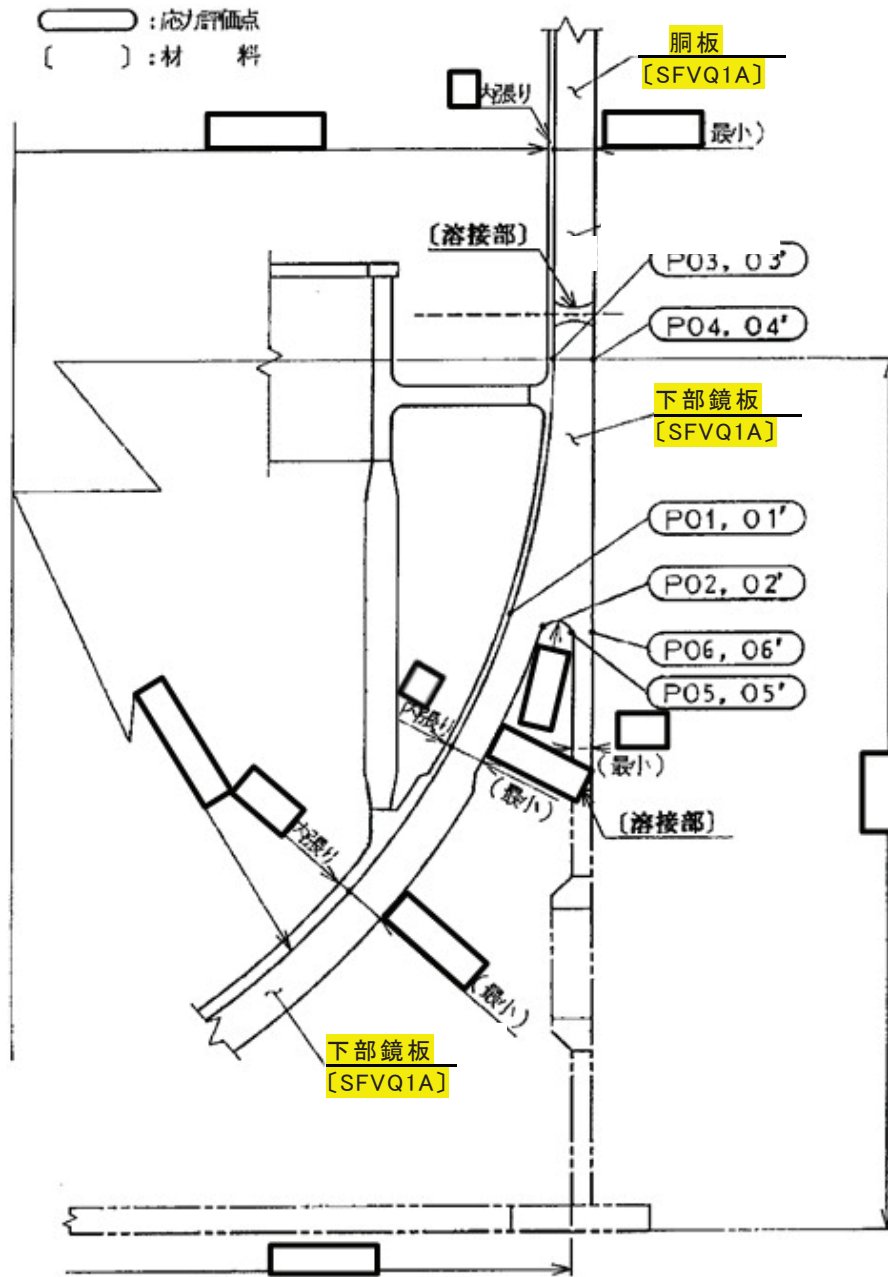 ：応力評価点
〔　　〕：材　料
胴板
〔SFVQ1A〕
内張り
最小）
〔溶接部〕
P03, 03′
P04, 04′
下部鏡板
〔SFVQ1A〕
P01, 01′
P02, 02′
P06, 06′
P05, 05′
内張り
（最小）
（最小）
〔溶接部〕
内張り
（最小）
下部鏡板
〔SFVQ1A〕